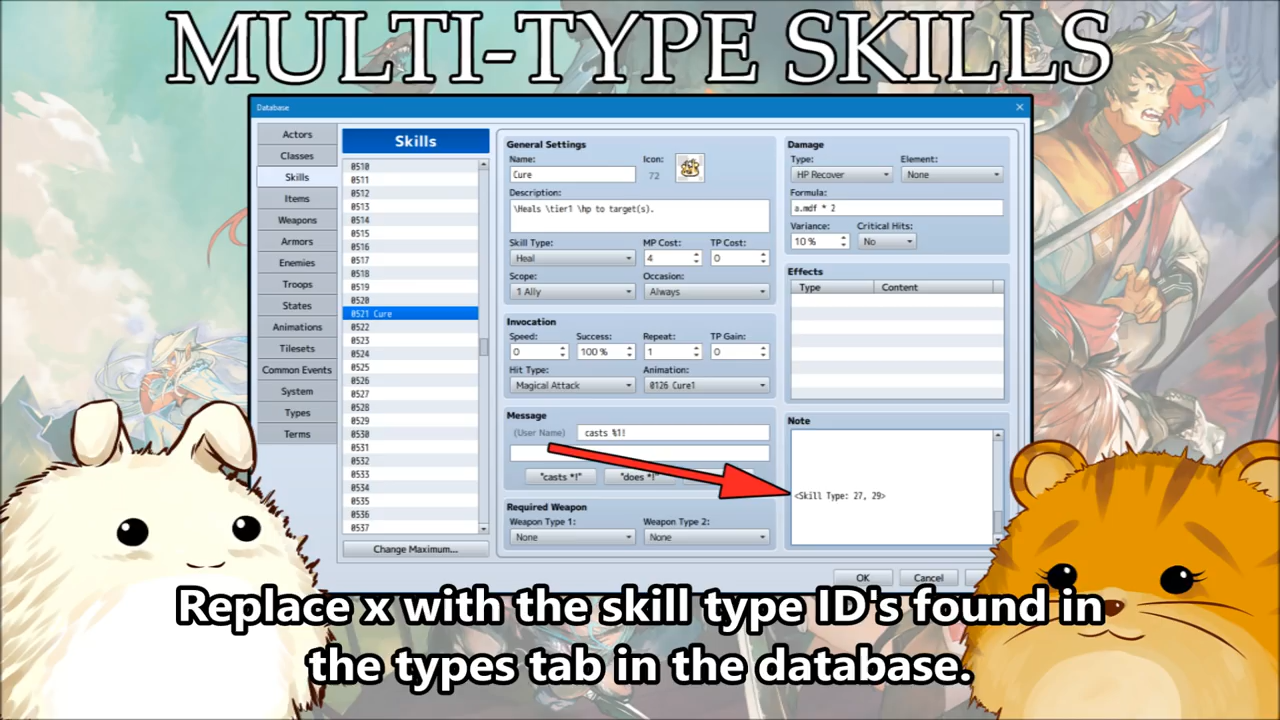 MULTI-TYPE SKILLS
Database
Actors
Classes
Skills
Items
Weapons
Armors
Enemies
Troops
States
Animations
Tilesets
Common Events
System
Types
Terms
Skills
0510
0511
0512
0513
0514
0515
0516
0517
0518
0519
0520
0521 Cure
0522
0523
0524
0525
0526
0527
0528
0529
0530
0531
0532
0533
0534
0535
0536
0537
Change Maximum...
General Settings
Name:
Icon:
Cure
72
Description:
\Heals \tier1 \hp to target(s).
Skill Type:
MP Cost:
TP Cost:
Heal
4
0
Scope:
Occasion:
1 Ally
Always
Invocation
Speed:
Success:
Repeat:
TP Gain:
0
100 %
1
0
Hit Type:
Animation:
Magical Attack
0126 Cure1
Message
(User Name)
casts %1!
"casts *!"
"does *!"
Required Weapon
Weapon Type 1:
Weapon Type 2:
None
None
Damage
Type:
Element:
HP Recover
None
Formula:
a.mdf * 2
Variance:
Critical Hits:
10 %
No
Effects
Type
Content
Note
<Skill Type: 27, 29>
OK
Cancel
Replace x with the skill type ID's found in
the types tab in the database.